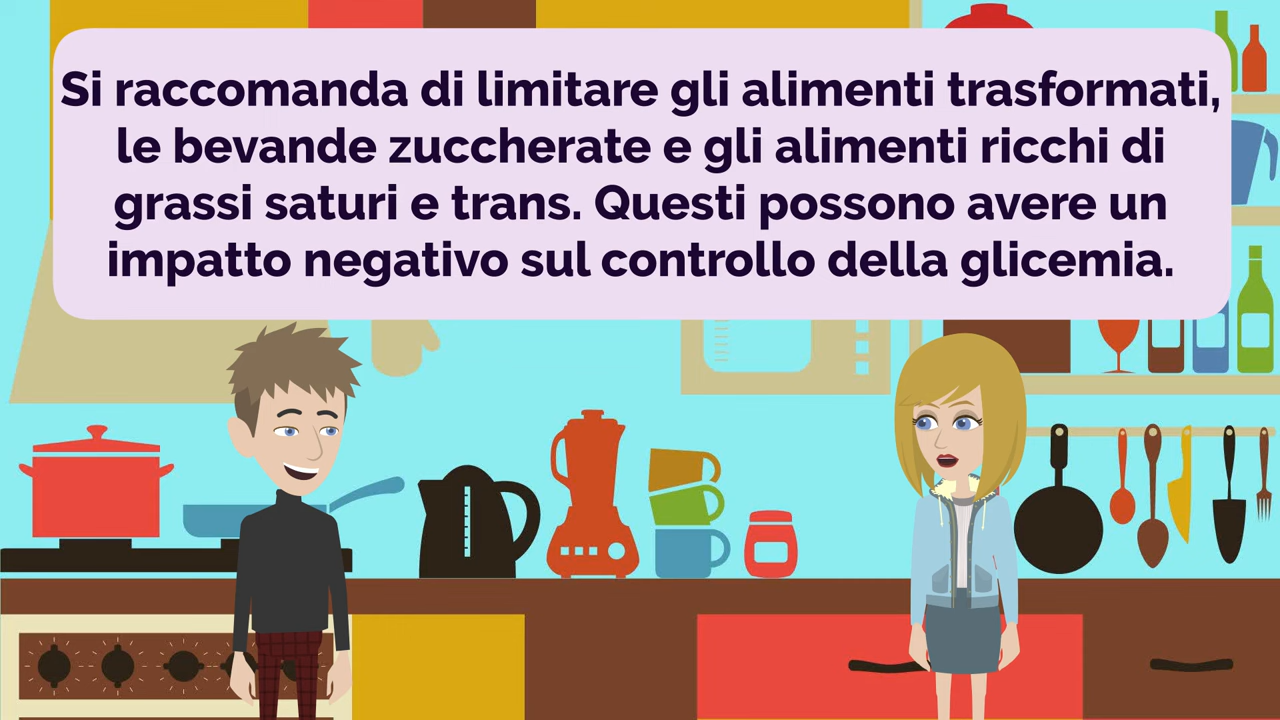 Si raccomanda di limitare gli alimenti trasformati,
le bevande zuccherate e gli alimenti ricchi di
grassi saturi e trans. Questi possono avere un
impatto negativo sul controllo della glicemia.